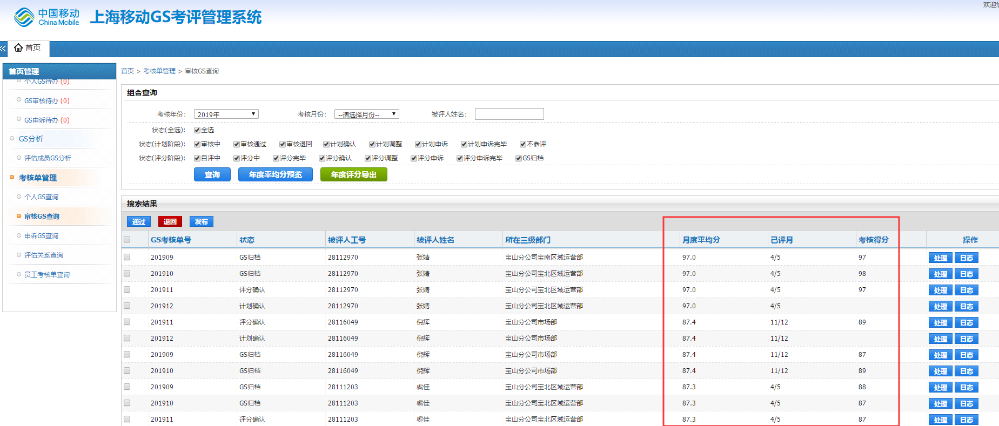 中国移动
China Mobile
上海移动GS考评管理系统
欢迎您
首页
首页管理
个人GS待办 (0)
GS审核待办 (0)
GS申诉待办 (0)
GS分析
评估成员GS分析
考核单管理
个人GS查询
审核GS查询
申诉GS查询
评估关系查询
员工考核单查询
首页 > 考核单管理 > 审核GS查询
组合查询
考核年份： 2019年 考核月份： --请选择月份-- 被评人姓名：
状态(全选)： 全选
状态(计划阶段)： 审核中 审核通过 审核退回 计划确认 计划调整 计划申诉 计划申诉完毕 不参评
状态(评分阶段)： 自评中 评分中 评分完毕 评分确认 评分调整 评分申诉 评分申诉完毕 GS归档
查询 年度平均分预览 年度评分导出
搜索结果
通过 退回 发布
GS考核单号 状态 被评人工号 被评人姓名 所在三级部门 月度平均分 已评月 考核得分 操作
201909 GS归档 28112970 张婧 宝山分公司宝南区域运营部 97.0 4/5 97 处理 日志
201910 GS归档 28112970 张婧 宝山分公司宝北区域运营部 97.0 4/5 98 处理 日志
201911 评分确认 28112970 张婧 宝山分公司宝北区域运营部 97.0 4/5 97 处理 日志
201912 计划确认 28112970 张婧 宝山分公司宝北区域运营部 97.0 4/5 处理 日志
201911 评分确认 28116049 倪辉 宝山分公司市场部 87.4 11/12 89 处理 日志
201912 计划确认 28116049 倪辉 宝山分公司市场部 87.4 11/12 处理 日志
201909 GS归档 28116049 倪辉 宝山分公司市场部 87.4 11/12 87 处理 日志
201910 GS归档 28116049 倪辉 宝山分公司市场部 87.4 11/12 89 处理 日志
201909 GS归档 28111203 虞佳 宝山分公司宝北区域运营部 87.3 4/5 88 处理 日志
201910 GS归档 28111203 虞佳 宝山分公司宝北区域运营部 87.3 4/5 87 处理 日志
201911 评分确认 28111203 虞佳 宝山分公司宝北区域运营部 87.3 4/5 87 处理 日志